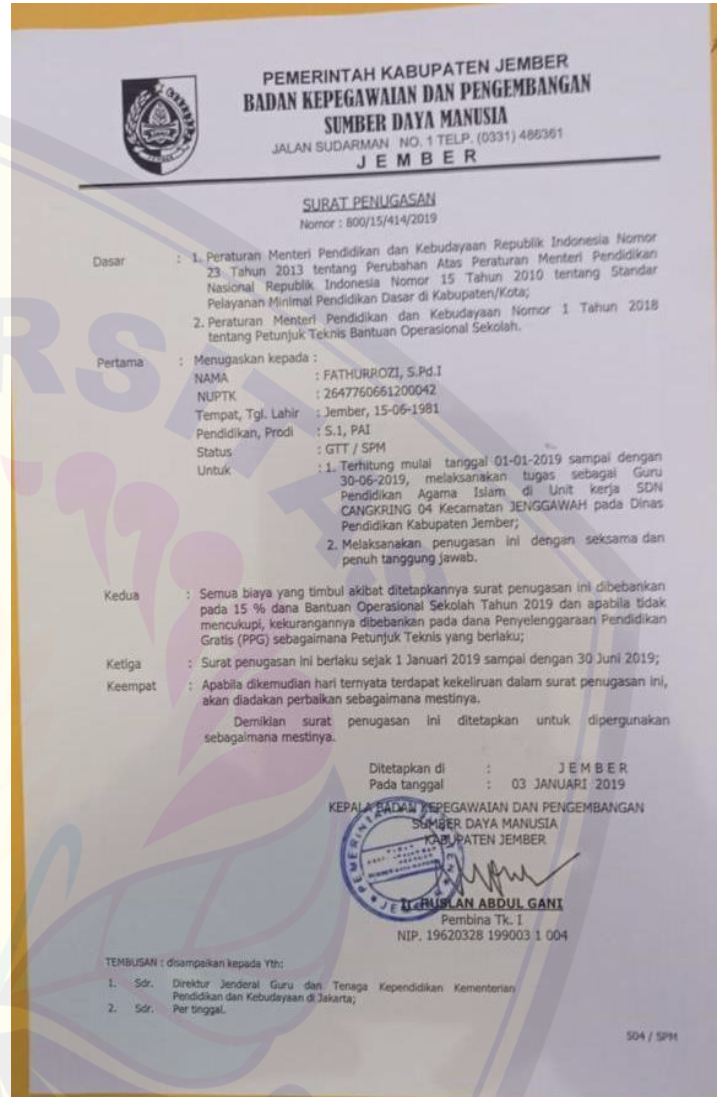 PEMERINTAH KABUPATEN JEMBER
BADAN KEPEGAWAIAN DAN PENGEMBANGAN
SUMBER DAYA MANUSIA
JALAN SUDARMAN NO. 1 TELP. (0331) 486361
J E M B E R
SURAT PENUGASAN
Nomor : 800/15/414/2019
Dasar : 1. Peraturan Menteri Pendidikan dan Kebudayaan Republik Indonesia Nomor
23 Tahun 2013 tentang Perubahan Atas Peraturan Menteri Pendidikan
Nasional Republik Indonesia Nomor 15 Tahun 2010 tentang Standar
Pelayanan Minimal Pendidikan Dasar di Kabupaten/Kota;
2. Peraturan Menteri Pendidikan dan Kebudayaan Nomor 1 Tahun 2018
tentang Petunjuk Teknis Bantuan Operasional Sekolah.
Pertama : Menugaskan kepada :
NAMA : FATHURROZI, S.Pd.I
NUPTK : 2647760661200042
Tempat, Tgl. Lahir : Jember, 15-06-1981
Pendidikan, Prodi : S.1, PAI
Status : GTT / SPM
Untuk : 1. Terhitung mulai tanggal 01-01-2019 sampai dengan
30-06-2019, melaksanakan tugas sebagai Guru
Pendidikan Agama Islam di Unit kerja SDN
CANGKRING 04 Kecamatan JENGGAWAH pada Dinas
Pendidikan Kabupaten Jember;
2. Melaksanakan penugasan ini dengan seksama dan
penuh tanggung jawab.
Kedua : Semua biaya yang timbul akibat ditetapkannya surat penugasan ini dibebankan
pada 15 % dana Bantuan Operasional Sekolah Tahun 2019 dan apabila tidak
mencukupi, kekurangannya dibebankan pada dana Penyelenggaraan Pendidikan
Gratis (PPG) sebagaimana Petunjuk Teknis yang berlaku;
Ketiga : Surat penugasan ini berlaku sejak 1 Januari 2019 sampai dengan 30 Juni 2019;
Keempat : Apabila dikemudian hari ternyata terdapat kekeliruan dalam surat penugasan ini,
akan diadakan perbaikan sebagaimana mestinya.
Demikian surat penugasan ini ditetapkan untuk dipergunakan
sebagaimana mestinya.
Ditetapkan di : J E M B E R
Pada tanggal : 03 JANUARI 2019
KEPALA BADAN KEPEGAWAIAN DAN PENGEMBANGAN
SUMBER DAYA MANUSIA
KABUPATEN JEMBER
Ir. RUSLAN ABDUL GANI
Pembina Tk. I
NIP. 19620328 199003 1 004
TEMBUSAN : disampaikan kepada Yth:
1. Sdr. Direktur Jenderal Guru dan Tenaga Kependidikan Kementerian
Pendidikan dan Kebudayaan di Jakarta;
2. Sdr. Pertinggal.
504 / SPM